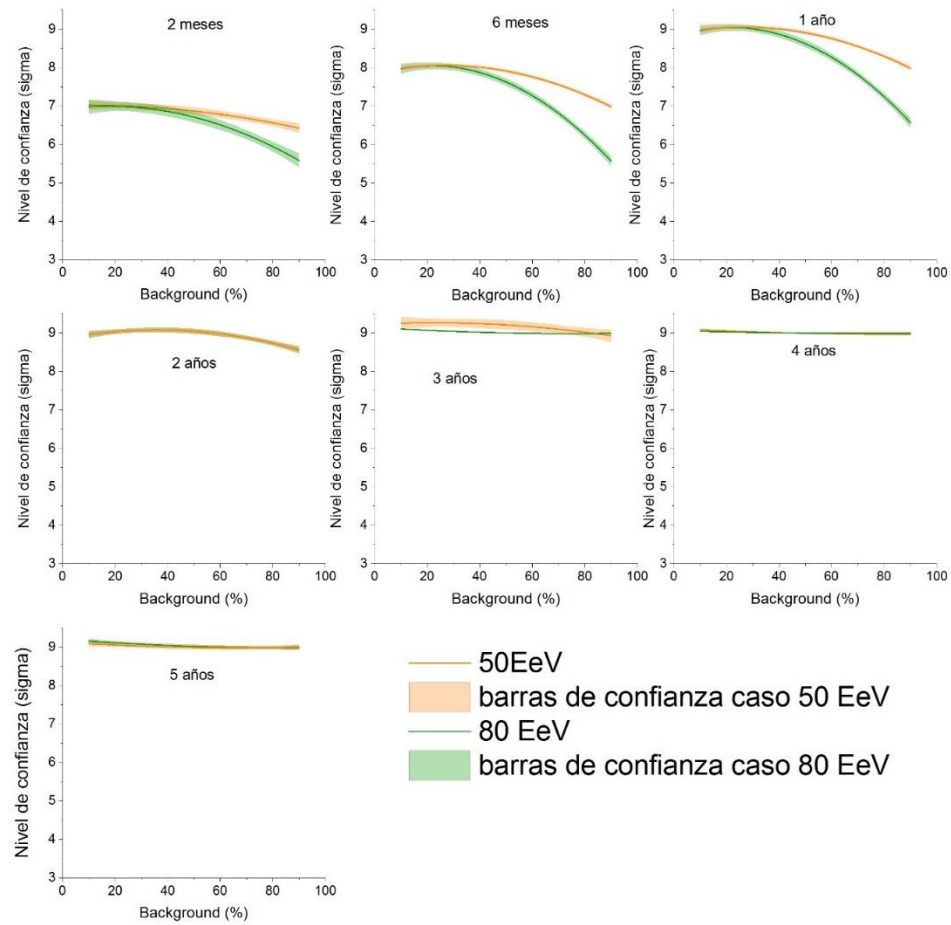 2 meses
6 meses
1 año
9
8
7
6
5
4
3
Nivel de confianza (sigma)
0 20 40 60 80 100
Background (%)
9
8
7
6
5
4
3
Nivel de confianza (sigma)
0 20 40 60 80 100
Background (%)
9
8
7
6
5
4
3
Nivel de confianza (sigma)
0 20 40 60 80 100
Background (%)
2 años
3 años
4 años
9
8
7
6
5
4
3
Nivel de confianza (sigma)
0 20 40 60 80 100
Background (%)
9
8
7
6
5
4
3
Nivel de confianza (sigma)
0 20 40 60 80 100
Background (%)
9
8
7
6
5
4
3
Nivel de confianza (sigma)
0 20 40 60 80 100
Background (%)
5 años
9
8
7
6
5
4
3
Nivel de confianza (sigma)
0 20 40 60 80 100
Background (%)
50EeV
barras de confianza caso 50 EeV
80 EeV
barras de confianza caso 80 EeV